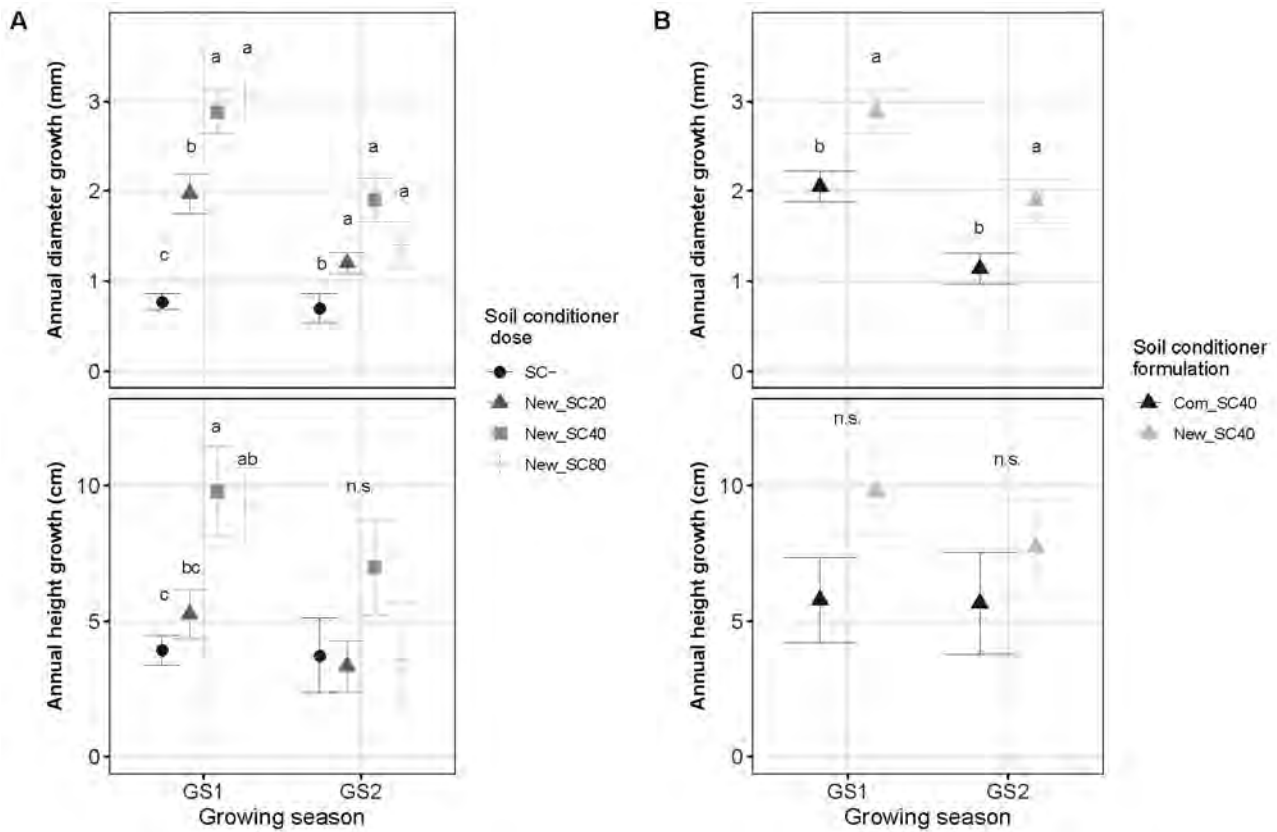 A
Annual diameter growth (mm)
3
2
1
0
c
b
a
a
b
a
a
a
Annual height growth (cm)
10
5
0
c
bc
a
ab
n.s
GS1
GS2
Growing season
Soil conditioner
dose
SC-
New_SC20
New_SC40
New_SC80
B
Annual diameter growth (mm)
3
2
1
0
b
a
b
a
Annual height growth (cm)
10
5
0
n.s.
n.s.
GS1
GS2
Growing season
Soil conditioner
formulation
Com_SC40
New_SC40